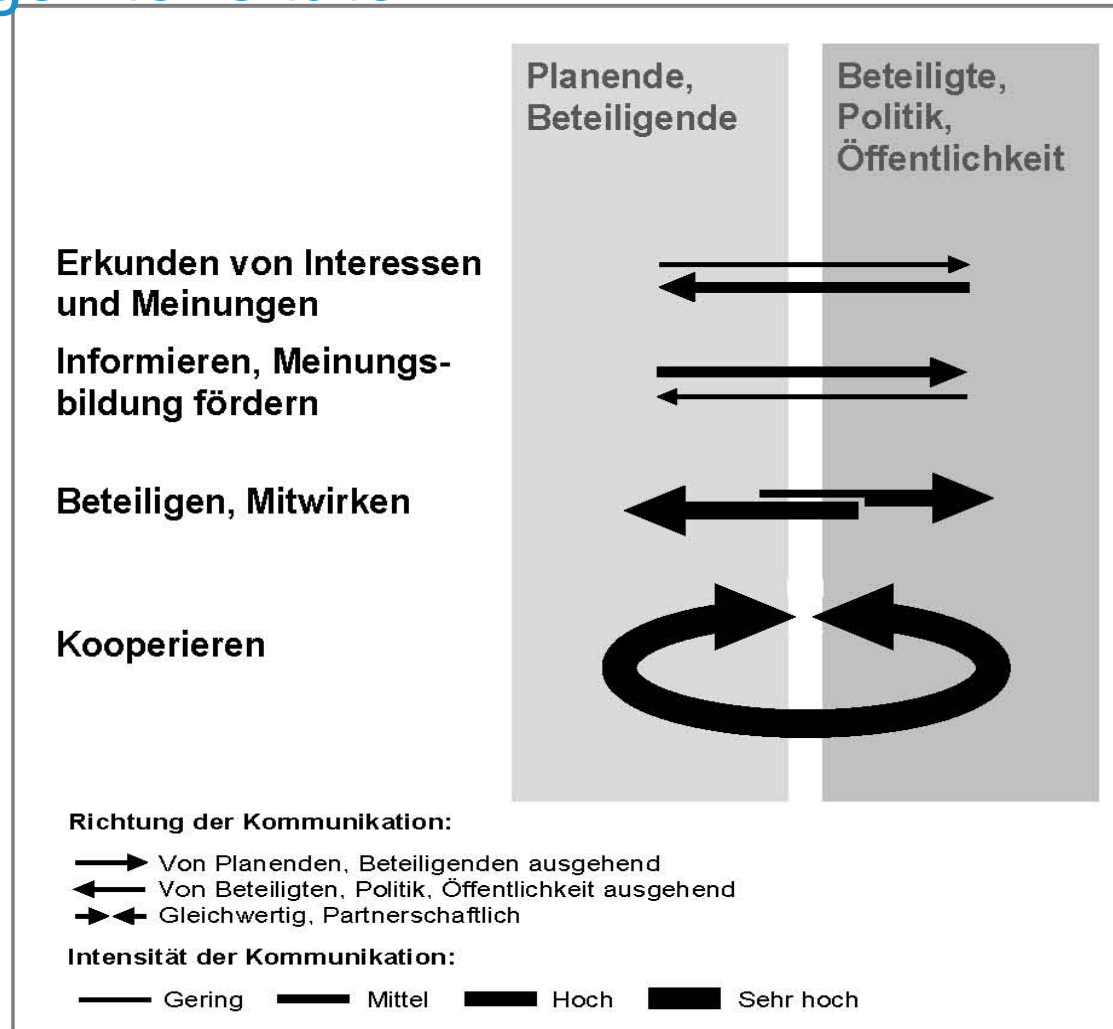 Planende,
Beteiligende
Beteiligte,
Politik,
Öffentlichkeit
Erkunden von Interessen
und Meinungen
Informieren, Meinungs-
bildung fördern
Beteiligen, Mitwirken
Kooperieren
Richtung der Kommunikation:
Von Planenden, Beteiligenden ausgehend
Von Beteiligten, Politik, Öffentlichkeit ausgehend
Gleichwertig, Partnerschaftlich
Intensität der Kommunikation:
Gering Mittel Hoch Sehr hoch